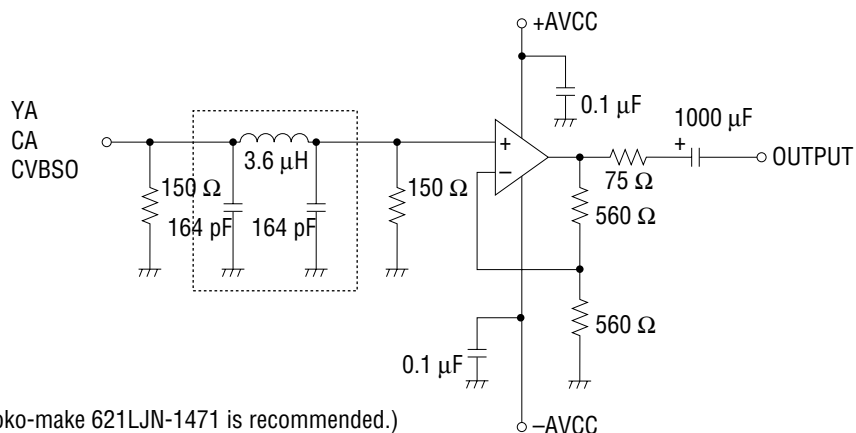 +AVCC
0.1 μF
1000 μF
+
YA
CA
CVBSO
3.6 μH
+
−
OUTPUT
75 Ω
150 Ω
164 pF
164 pF
150 Ω
560 Ω
560 Ω
0.1 μF
oko-make 621LJN-1471 is recommended.)
–AVCC